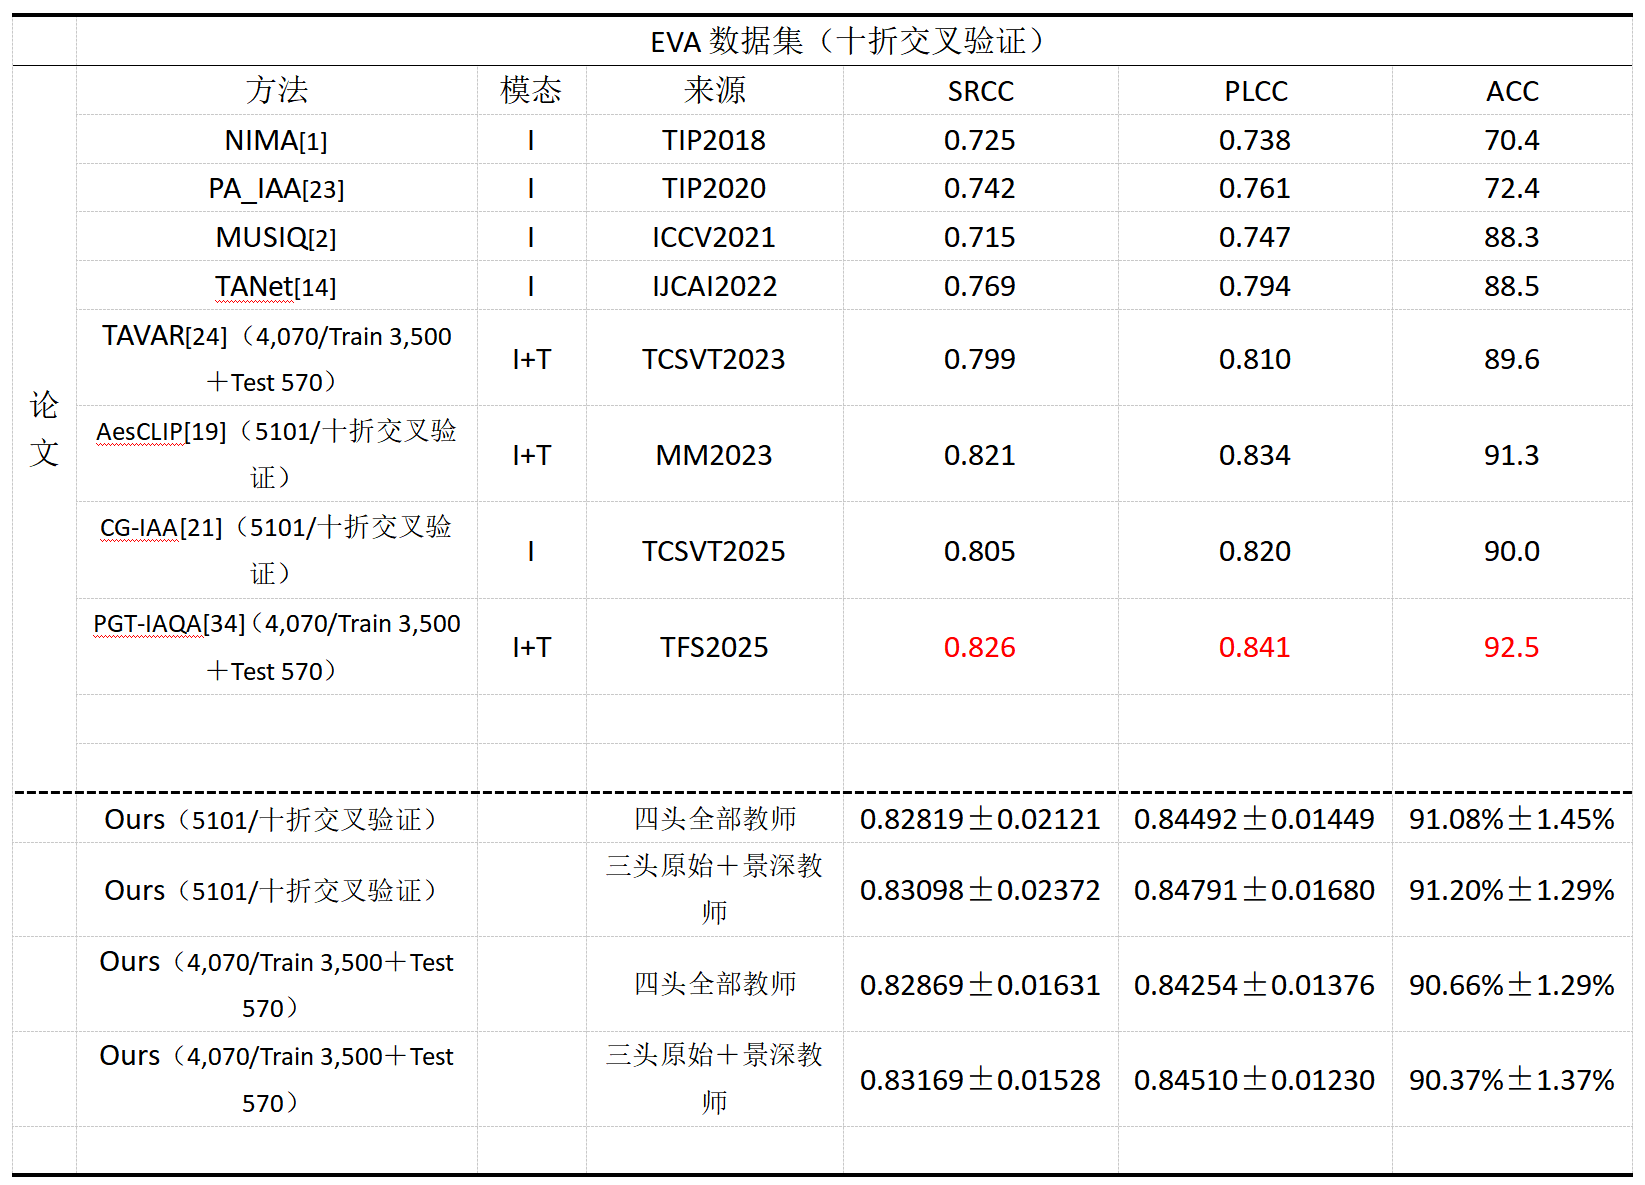 EVA 数据集（十折交叉验证）
论文
方法 模态 来源 SRCC PLCC ACC
NIMA[1] I TIP2018 0.725 0.738 70.4
PA_IAA[23] I TIP2020 0.742 0.761 72.4
MUSIQ[2] I ICCV2021 0.715 0.747 88.3
TANet[14] I IJCAI2022 0.769 0.794 88.5
TAVAR[24]（4,070/Train 3,500
＋Test 570） I+T TCSVT2023 0.799 0.810 89.6
AesCLIP[19]（5101/十折交叉验
证） I+T MM2023 0.821 0.834 91.3
CG-IAA[21]（5101/十折交叉验
证） I TCSVT2025 0.805 0.820 90.0
PGT-IAQA[34]（4,070/Train 3,500
＋Test 570） I+T TFS2025 0.826 0.841 92.5
Ours（5101/十折交叉验证） 四头全部教师 0.82819±0.02121 0.84492±0.01449 91.08%±1.45%
Ours（5101/十折交叉验证） 三头原始＋景深教
师 0.83098±0.02372 0.84791±0.01680 91.20%±1.29%
Ours（4,070/Train 3,500＋Test
570） 四头全部教师 0.82869±0.01631 0.84254±0.01376 90.66%±1.29%
Ours（4,070/Train 3,500＋Test
570） 三头原始＋景深教
师 0.83169±0.01528 0.84510±0.01230 90.37%±1.37%